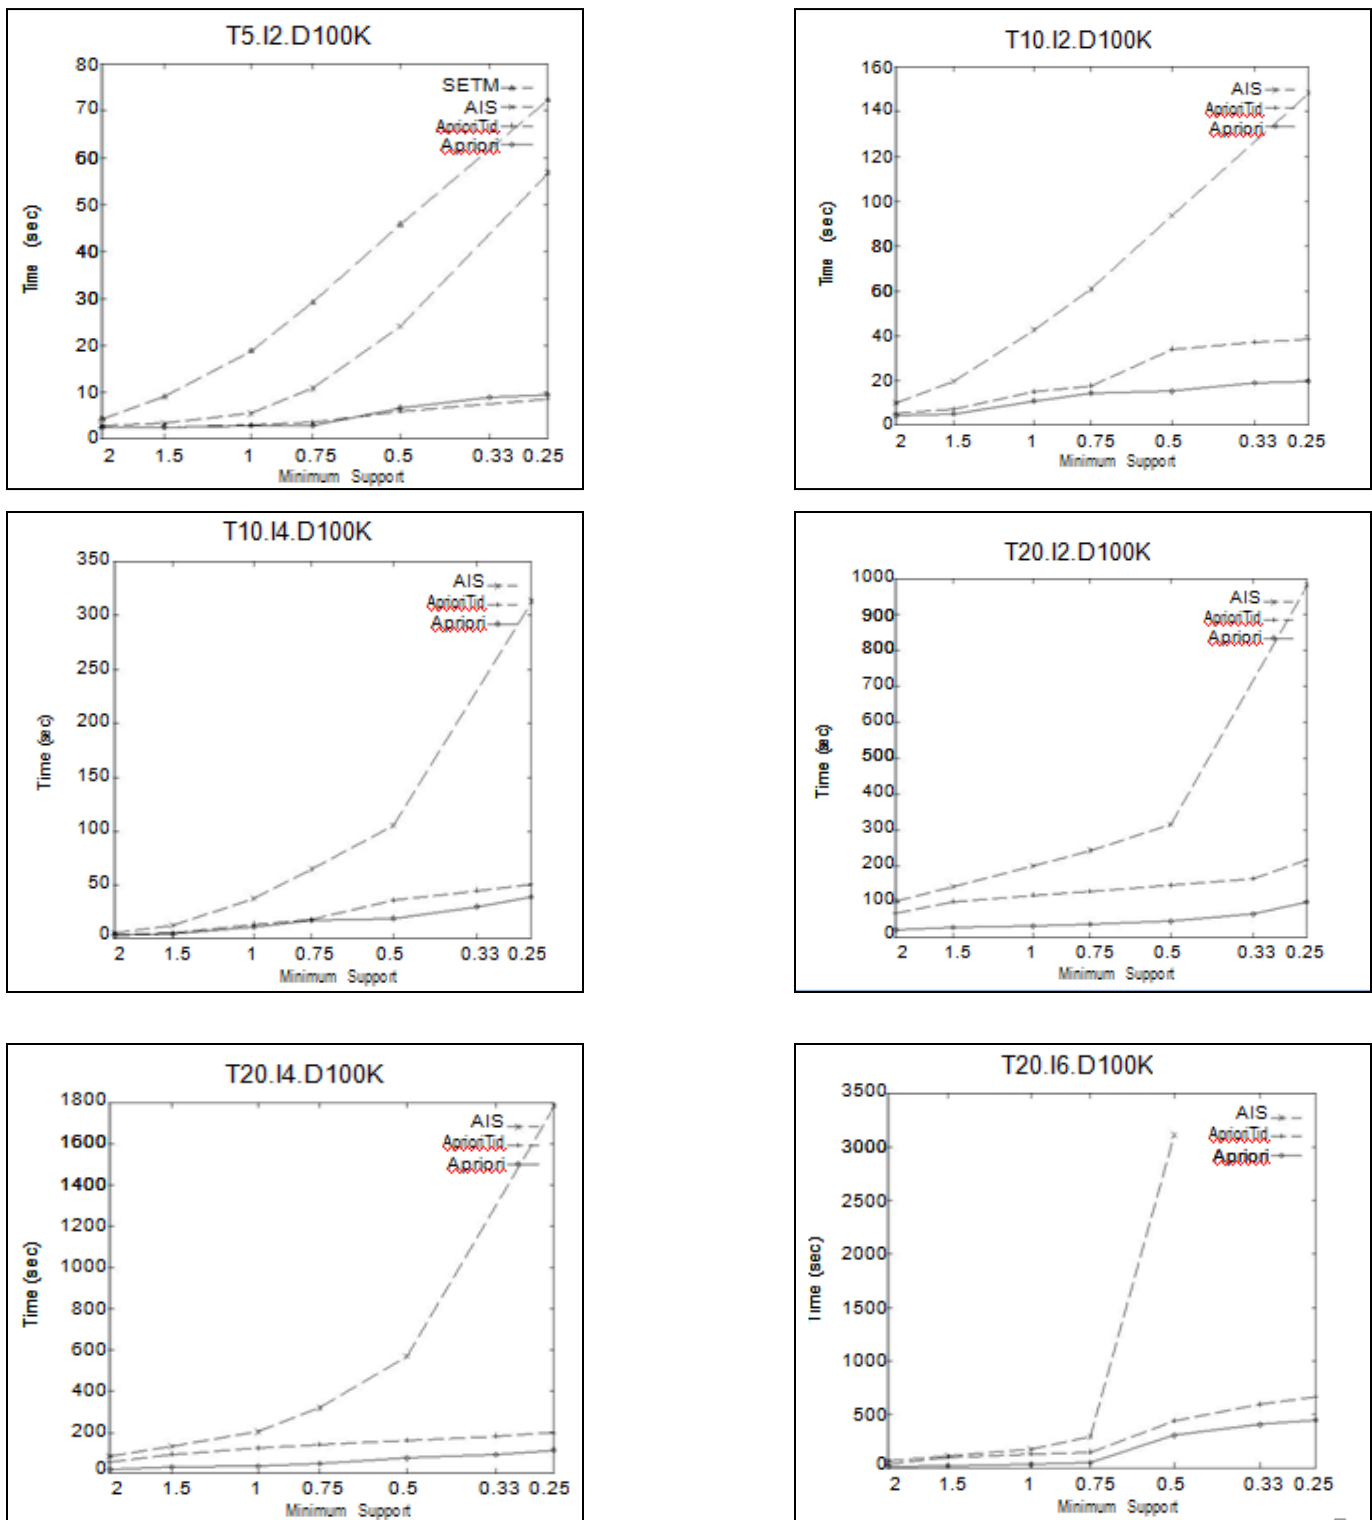 T5.I2.D100K
80
70
60
50
40
30
20
10
0
SETM
AIS
AprioriTid
Apriori
Time (sec)
2 1.5 1 0.75 0.5 0.33 0.25
Minimum Support
T10.I2.D100K
160
140
120
100
80
60
40
20
0
AIS
AprioriTid
Apriori
Time (sec)
2 1.5 1 0.75 0.5 0.33 0.25
Minimum Support
T10.I4.D100K
350
300
250
200
150
100
50
0
AIS
AprioriTid
Apriori
Time (sec)
2 1.5 1 0.75 0.5 0.33 0.25
Minimum Support
T20.I2.D100K
1000
900
800
700
600
500
400
300
200
100
0
AIS
AprioriTid
Apriori
Time (sec)
2 1.5 1 0.75 0.5 0.33 0.25
Minimum Support
T20.I4.D100K
1800
1600
1400
1200
1000
800
600
400
200
0
AIS
AprioriTid
Apriori
Time (sec)
2 1.5 1 0.75 0.5 0.33 0.25
Minimum Support
T20.I6.D100K
3500
3000
2500
2000
1500
1000
500
0
AIS
AprioriTid
Apriori
Time (sec)
2 1.5 1 0.75 0.5 0.33 0.25
Minimum Support